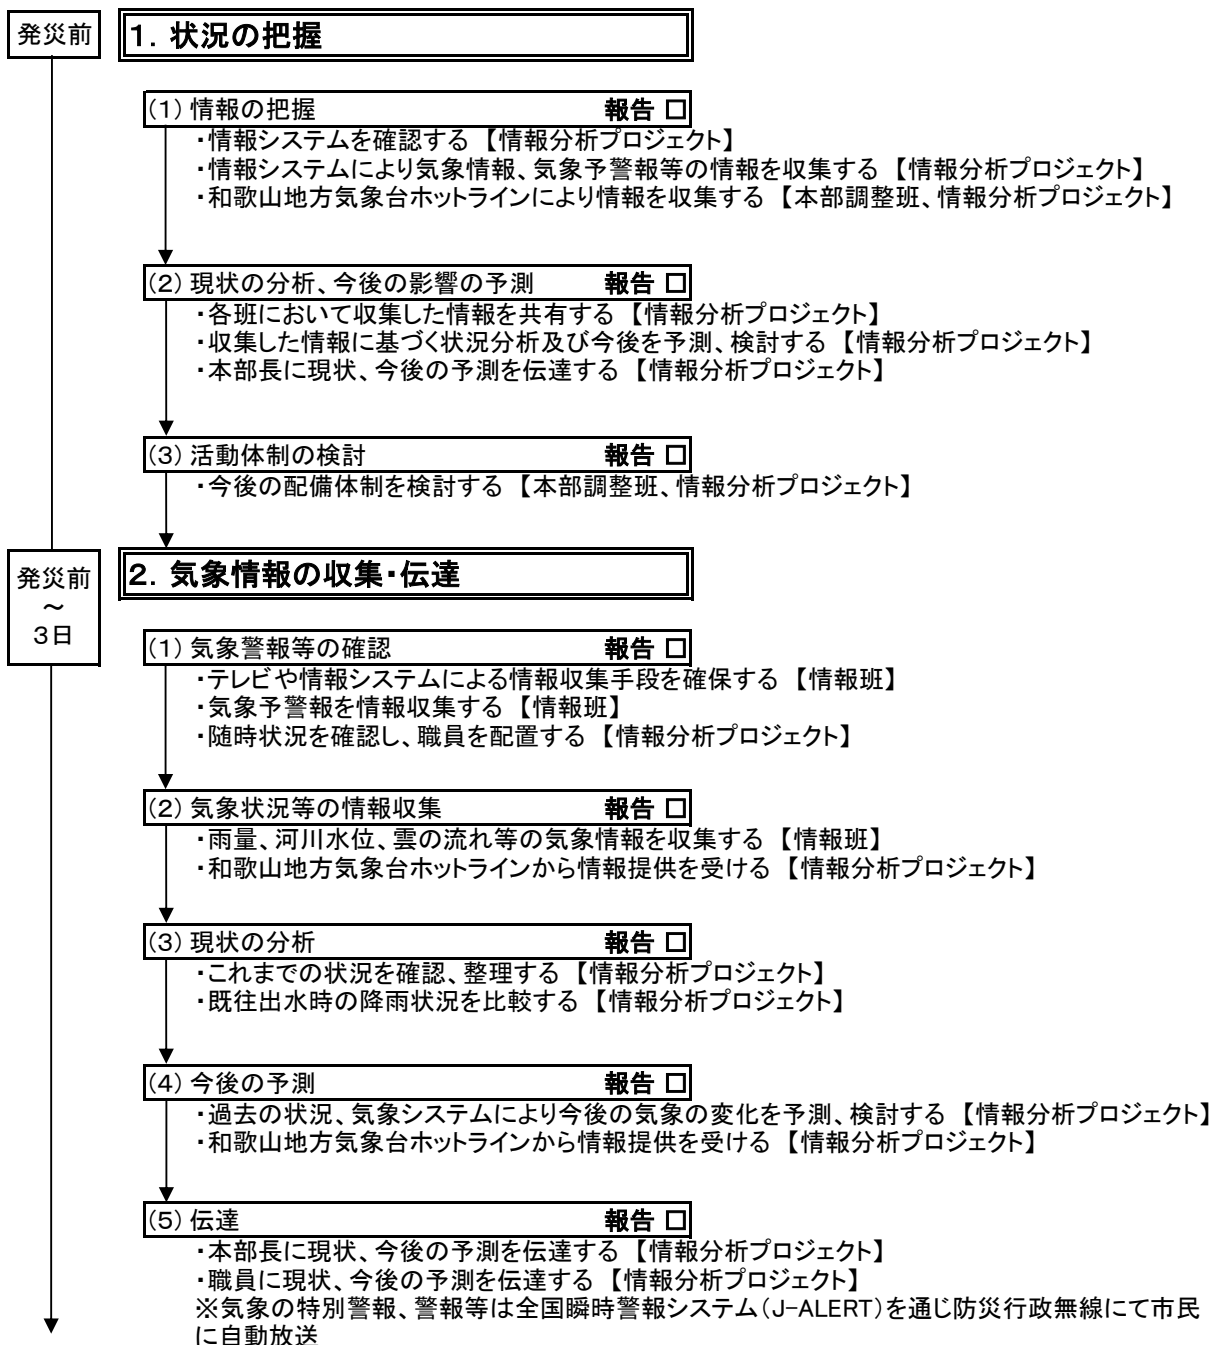 発災前
1．状況の把握
(1) 情報の把握 報告 □
・情報システムを確認する 【情報分析プロジェクト】
・情報システムにより気象情報、気象予警報等の情報を収集する 【情報分析プロジェクト】
・和歌山地方気象台ホットラインにより情報を収集する 【本部調整班、情報分析プロジェクト】
(2) 現状の分析、今後の影響の予測 報告 □
・各班において収集した情報を共有する 【情報分析プロジェクト】
・収集した情報に基づく状況分析及び今後を予測、検討する 【情報分析プロジェクト】
・本部長に現状、今後の予測を伝達する 【情報分析プロジェクト】
(3) 活動体制の検討 報告 □
・今後の配備体制を検討する 【本部調整班、情報分析プロジェクト】
発災前
～
3日
2．気象情報の収集・伝達
(1) 気象警報等の確認 報告 □
・テレビや情報システムによる情報収集手段を確保する 【情報班】
・気象予警報を情報収集する 【情報班】
・随時状況を確認し、職員を配置する 【情報分析プロジェクト】
(2) 気象状況等の情報収集 報告 □
・雨量、河川水位、雲の流れ等の気象情報を収集する 【情報班】
・和歌山地方気象台ホットラインから情報提供を受ける 【情報分析プロジェクト】
(3) 現状の分析 報告 □
・これまでの状況を確認、整理する 【情報分析プロジェクト】
・既往出水時の降雨状況を比較する 【情報分析プロジェクト】
(4) 今後の予測 報告 □
・過去の状況、気象システムにより今後の気象の変化を予測、検討する 【情報分析プロジェクト】
・和歌山地方気象台ホットラインから情報提供を受ける 【情報分析プロジェクト】
(5) 伝達 報告 □
・本部長に現状、今後の予測を伝達する 【情報分析プロジェクト】
・職員に現状、今後の予測を伝達する 【情報分析プロジェクト】
※気象の特別警報、警報等は全国瞬時警報システム（J-ALERT）を通じ防災行政無線にて市民
に自動放送